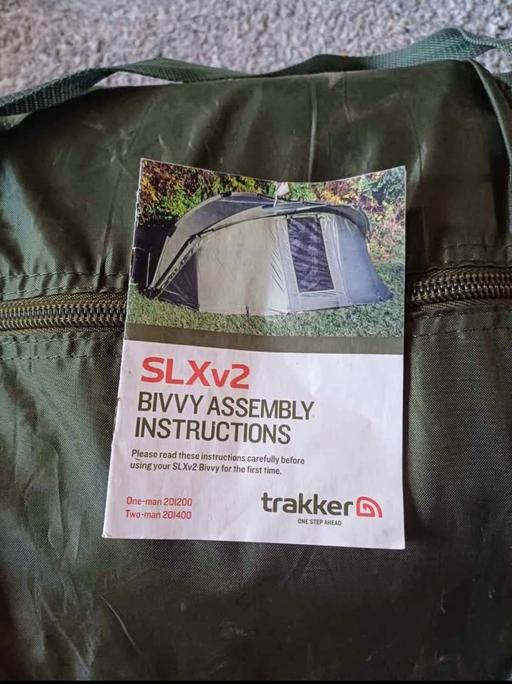 SLXv2
BIVVY ASSEMBLY
INSTRUCTIONS
Please read these instructions carefully before
using your SLXv2 Bivvy for the first time.
One-man 201200
Two-man 201400
trakker
ONE STEP AHEAD